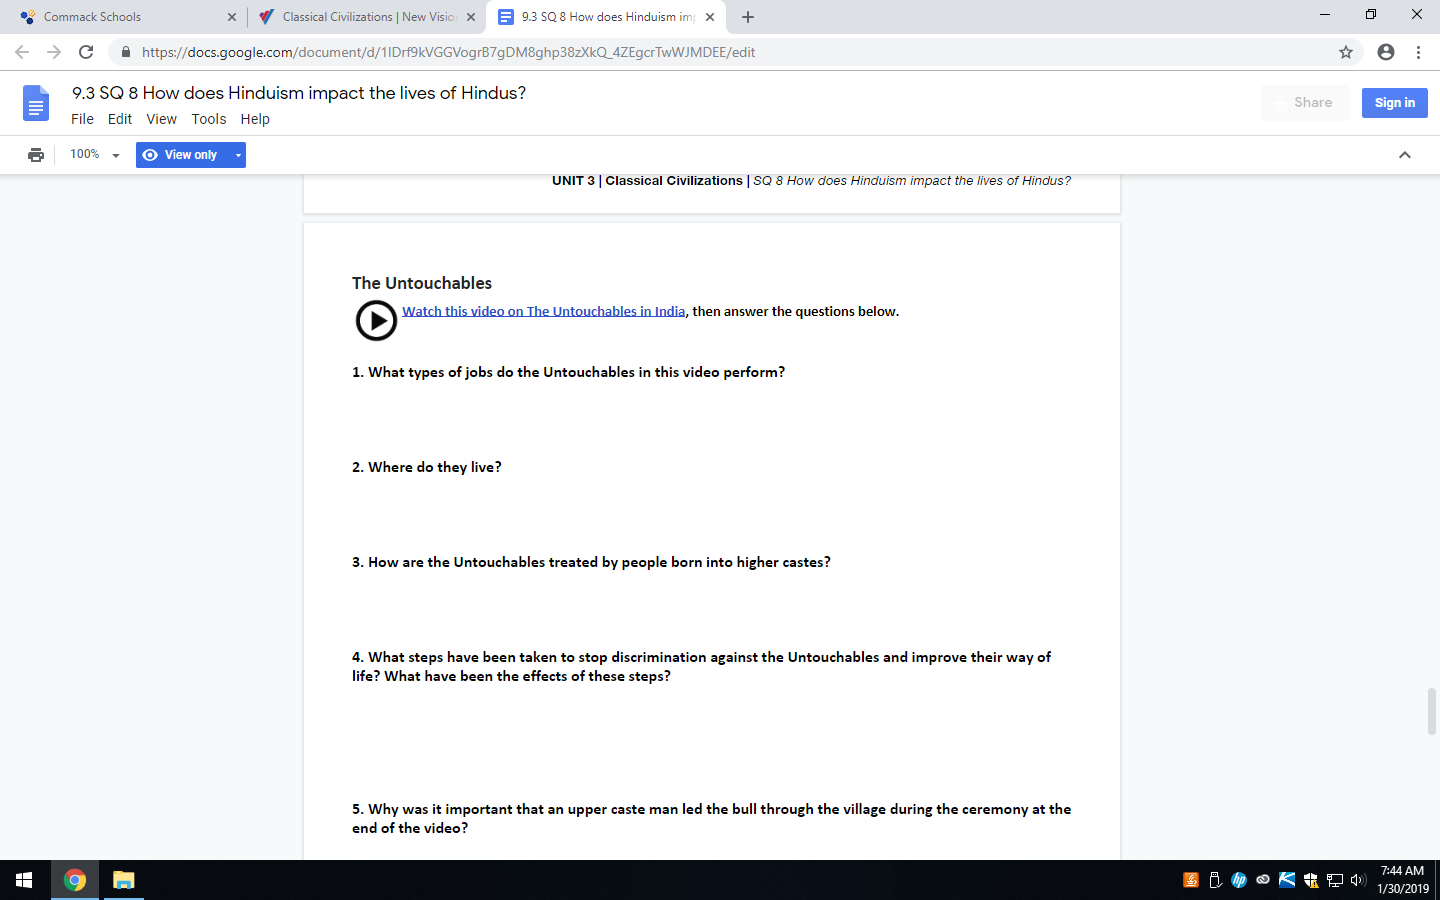 Commack Schools
Classical Civilizations | New Visio
9.3 SQ 8 How does Hinduism im
https://docs.google.com/document/d/1IDrf9kVGGVogrB7gDM8ghp38zXkQ_4ZEgcrTwWJMDEE/edit
9.3 SQ 8 How does Hinduism impact the lives of Hindus?
File Edit View Tools Help
Share
Sign in
100%
View only
UNIT 3 | Classical Civilizations | SQ 8 How does Hinduism impact the lives of Hindus?
The Untouchables
Watch this video on The Untouchables in India, then answer the questions below.
1. What types of jobs do the Untouchables in this video perform?
2. Where do they live?
3. How are the Untouchables treated by people born into higher castes?
4. What steps have been taken to stop discrimination against the Untouchables and improve their way of
life? What have been the effects of these steps?
5. Why was it important that an upper caste man led the bull through the village during the ceremony at the
end of the video?
hp
7:44 AM
1/30/2019